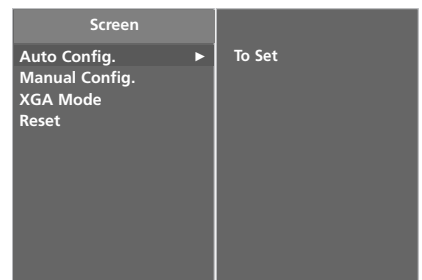 Screen
Auto Config. ► To Set
Manual Config.
XGA Mode
Reset